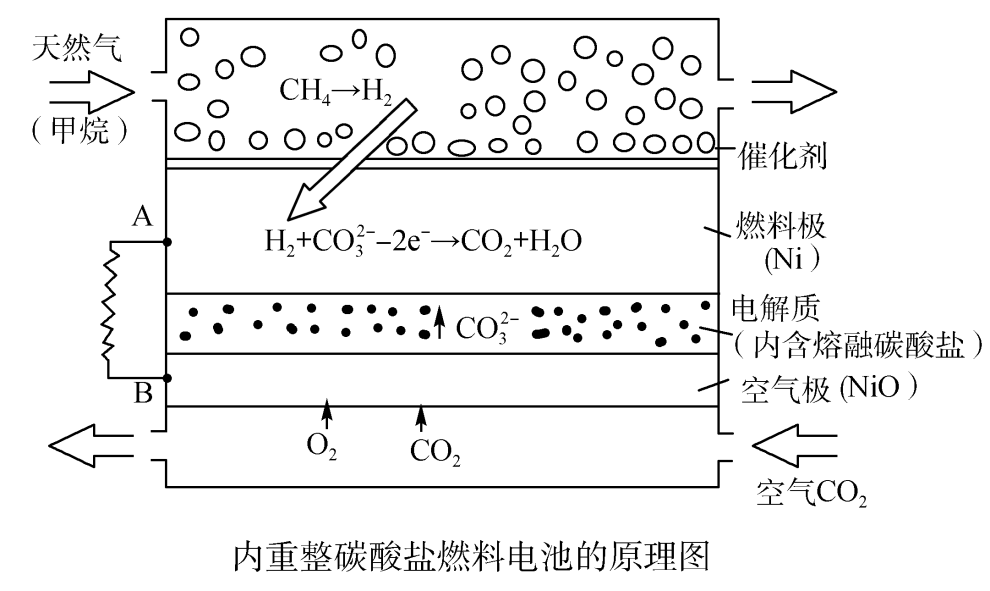 天然气
（甲烷）
CH₄→H₂
催化剂
A
燃料极
(Ni)
H₂+CO₃²⁻−2e⁻→CO₂+H₂O
电解质
（内含熔融碳酸盐）
CO₃²⁻
B
空气极(NiO)
O₂
CO₂
空气CO₂
内重整碳酸盐燃料电池的原理图